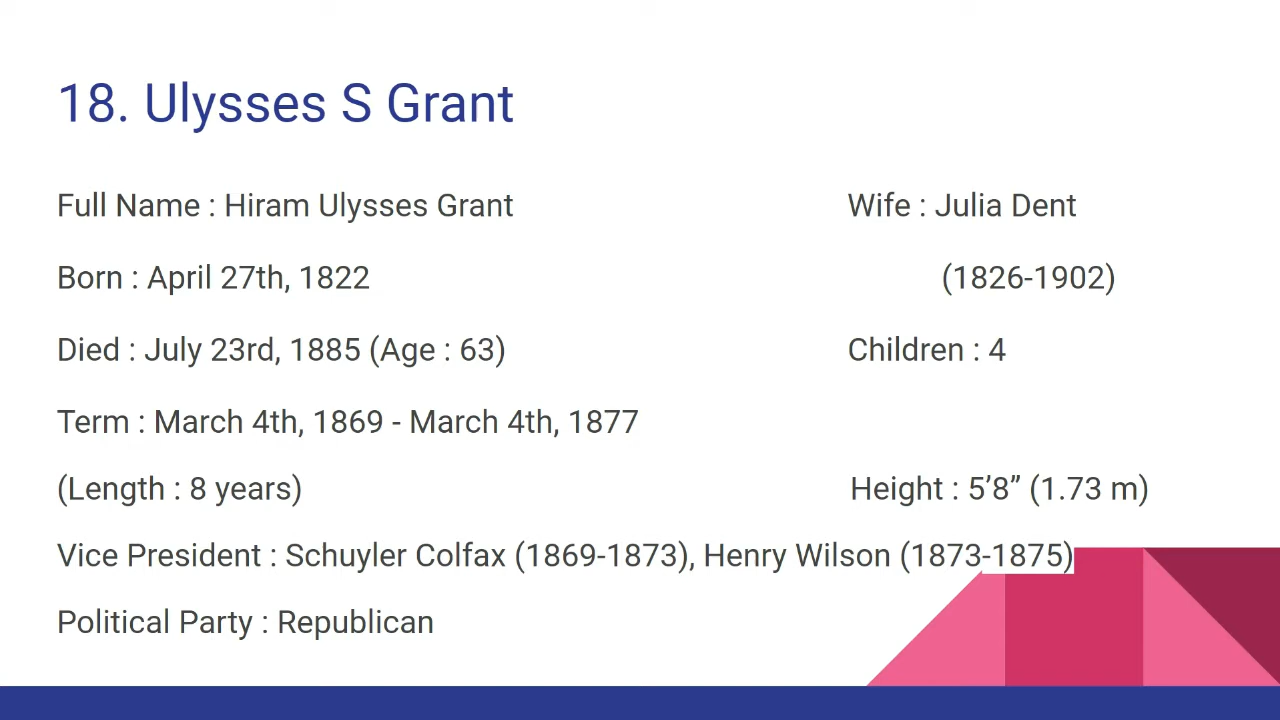 18. Ulysses S Grant
Full Name : Hiram Ulysses Grant
Wife : Julia Dent
Born : April 27th, 1822
(1826-1902)
Died : July 23rd, 1885 (Age : 63)
Children : 4
Term : March 4th, 1869 - March 4th, 1877
(Length : 8 years)
Height : 5’8” (1.73 m)
Vice President : Schuyler Colfax (1869-1873), Henry Wilson (1873-1875)
Political Party : Republican